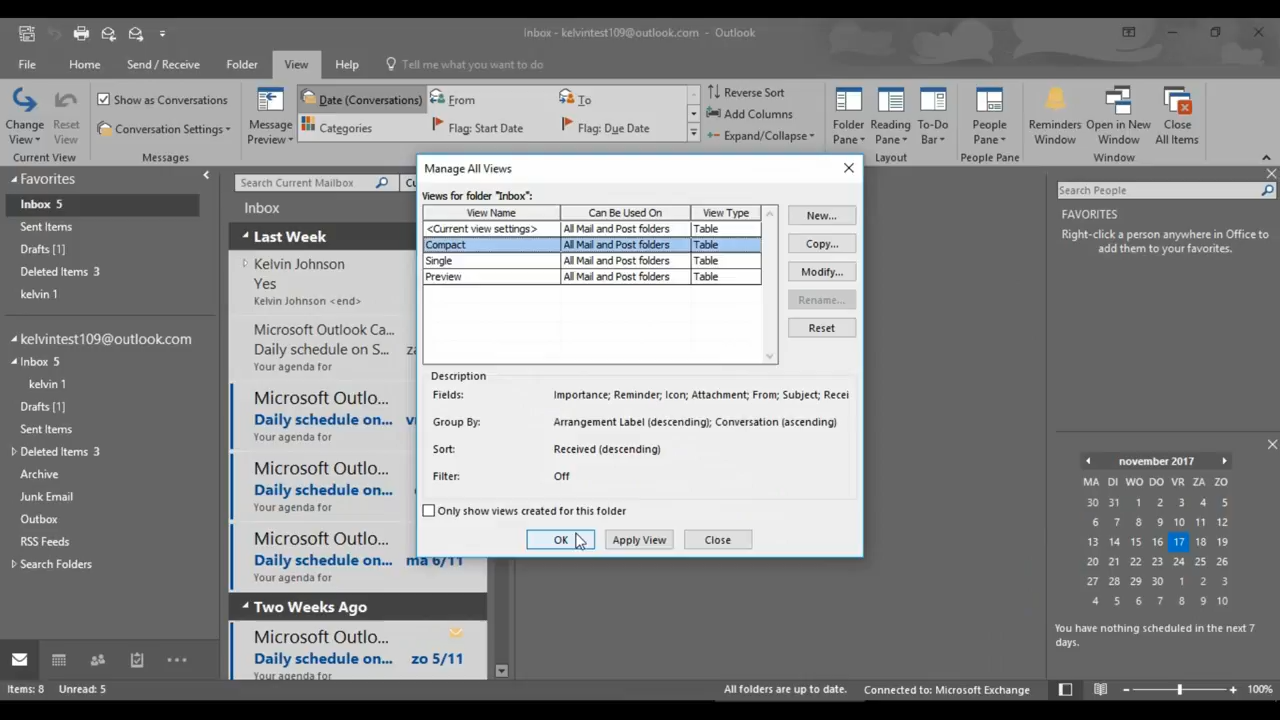 Inbox - kelvintest109@outlook.com - Outlook
File Home Send / Receive Folder View Help Tell me what you want to do
Change View
Reset View
Current View
Show as Conversations
Conversation Settings
Messages
Message Preview
Date (Conversations) From To
Categories Flag: Start Date Flag: Due Date
Reverse Sort
Add Columns
Expand/Collapse
Folder Pane
Reading Pane
To-Do Bar
Layout
People Pane
People Pane
Reminders Window
Open in New Window
Close All Items
Window
Favorites
Inbox 5
Sent Items
Drafts [1]
Deleted Items 3
kelvin 1
kelvintest109@outlook.com
Inbox 5
kelvin 1
Drafts [1]
Sent Items
Deleted Items 3
Archive
Junk Email
Outbox
RSS Feeds
Search Folders
Search Current Mailbox Cu
Inbox
Last Week
Kelvin Johnson
Yes
Kelvin Johnson <end>
Microsoft Outlook Ca...
Daily schedule on S... za
Your agenda for
Microsoft Outlo...
Daily schedule on... vr
Your agenda for
Microsoft Outlo...
Daily schedule on...
Your agenda for
Microsoft Outlo...
Daily schedule on... ma 6/11
Your agenda for
Two Weeks Ago
Microsoft Outlo...
Daily schedule on... zo 5/11
Manage All Views
Views for folder "Inbox":
View Name Can Be Used On View Type
<Current view settings> All Mail and Post folders Table
Compact All Mail and Post folders Table
Single All Mail and Post folders Table
Preview All Mail and Post folders Table
New...
Copy...
Modify...
Rename...
Reset
Description
Fields: Importance; Reminder; Icon; Attachment; From; Subject; Recei
Group By: Arrangement Label (descending); Conversation (ascending)
Sort: Received (descending)
Filter: Off
Only show views created for this folder
OK Apply View Close
Search People
FAVORITES
Right-click a person anywhere in Office to
add them to your favorites.
november 2017
MA DI WO DO VR ZA ZO
30 31 1 2 3 4 5
6 7 8 9 10 11 12
13 14 15 16 17 18 19
20 21 22 23 24 25 26
27 28 29 30 1 2 3
4 5 6 7 8 9 10
You have nothing scheduled in the next 7
days.
Items: 8 Unread: 5 All folders are up to date. Connected to: Microsoft Exchange 100%